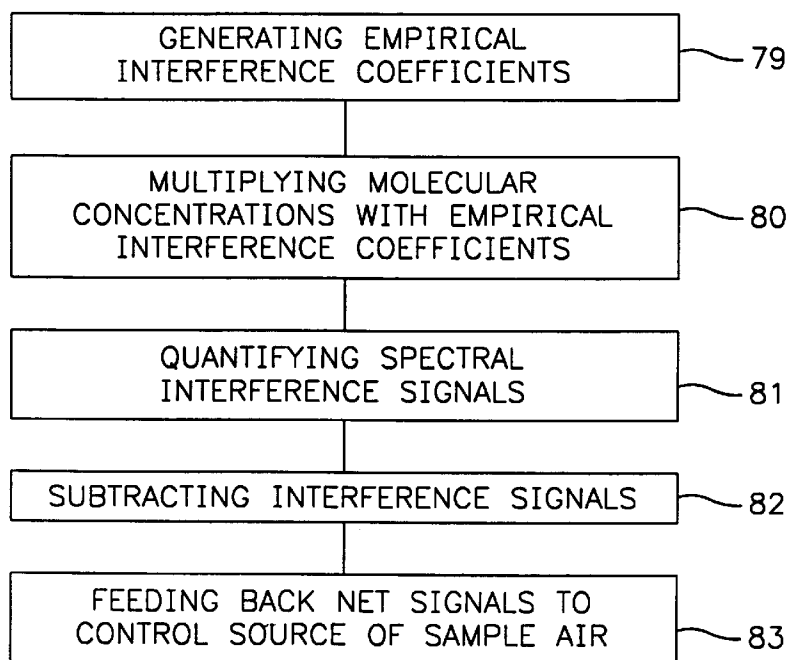 GENERATING EMPIRICAL
INTERFERENCE COEFFICIENTS
79
MULTIPLYING MOLECULAR
CONCENTRATIONS WITH EMPIRICAL
INTERFERENCE COEFFICIENTS
80
QUANTIFYING SPECTRAL
INTERFERENCE SIGNALS
81
SUBTRACTING INTERFERENCE SIGNALS
82
FEEDING BACK NET SIGNALS TO
CONTROL SOURCE OF SAMPLE AIR
83